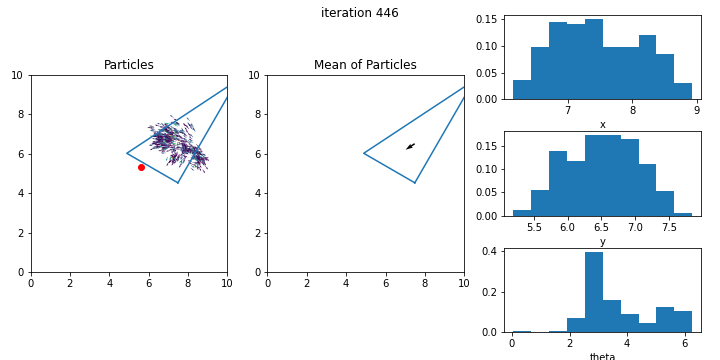 iteration 446
Particles
10
8
6
4
2
0
0 2 4 6 8 10
Mean of Particles
10
8
6
4
2
0
0 2 4 6 8 10
0.15
0.10
0.05
0.00
7 8 9
x
0.15
0.10
0.05
0.00
5.5 6.0 6.5 7.0 7.5
y
0.4
0.2
0.0
0 2 4 6
theta